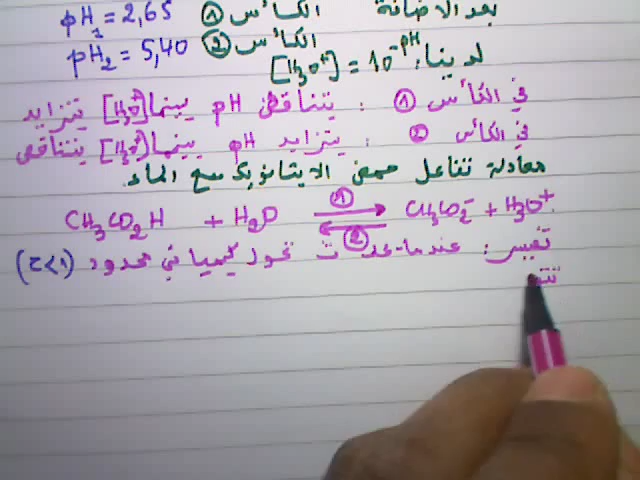 بعد الاضافة الكأس ① pH₁ = 2,65
الكأس ② pH₂ = 5,40
لدينا: [H₃O⁺] = 10⁻ᵖᴴ
في الكأس ① : يتناقص pH بينما [H₃O⁺] يتزايد
في الكأس ② : يتزايد pH بينما [H₃O⁺] يتناقص
معادلة تفاعل حمض الايثانويك مع الماء.
CH₃CO₂H + H₂O ①⇄② CH₃CO₂⁻ + H₃O⁺
تفسير: عندما حدث تحول كيميائي محدود